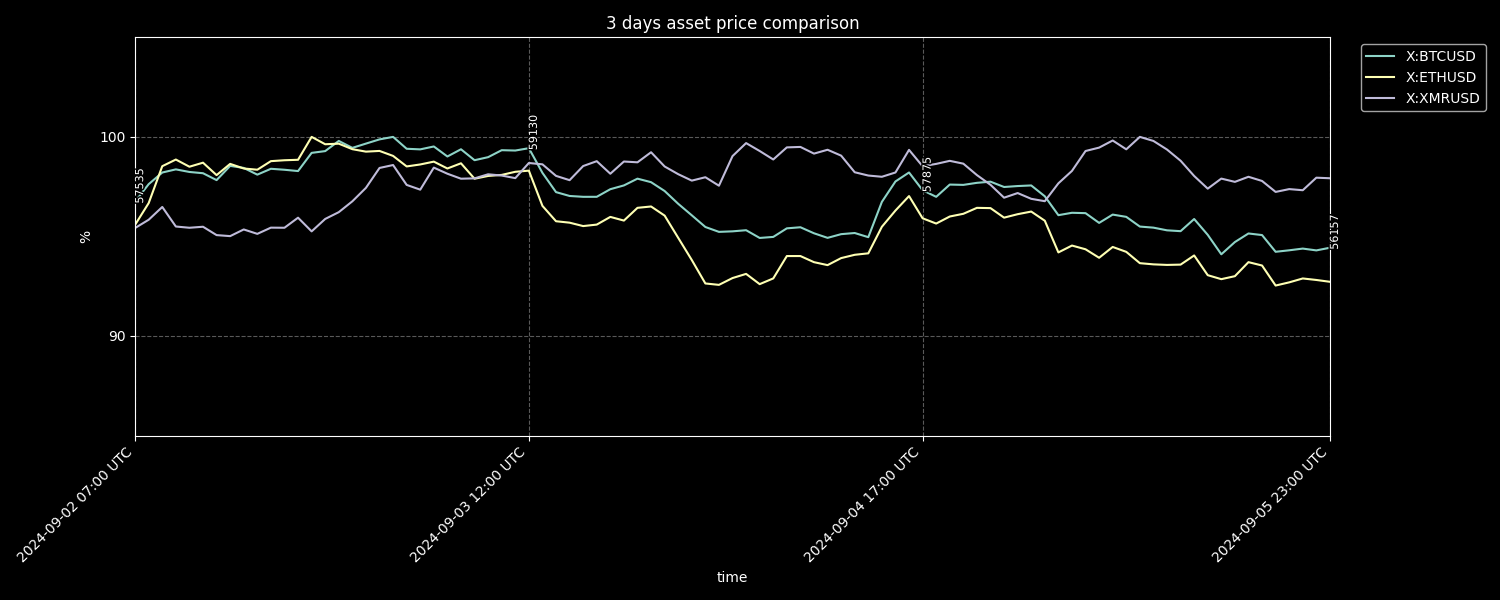 3 days asset price comparison
X:BTCUSD
X:ETHUSD
X:XMRUSD
100
90
%
57535
59130
57875
56157
2024-09-02 07:00 UTC
2024-09-03 12:00 UTC
2024-09-04 17:00 UTC
2024-09-05 23:00 UTC
time